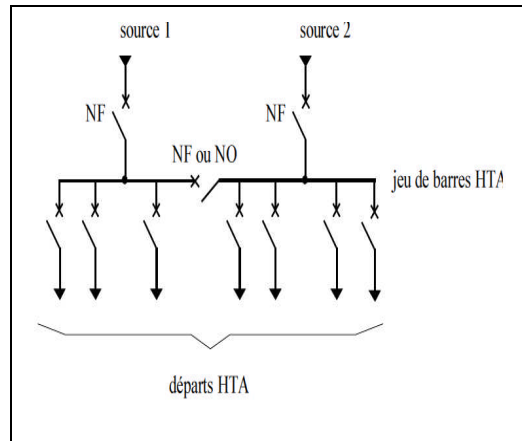 source 1
source 2
NF
NF
NF ou NO
jeu de barres HTA
départs HTA